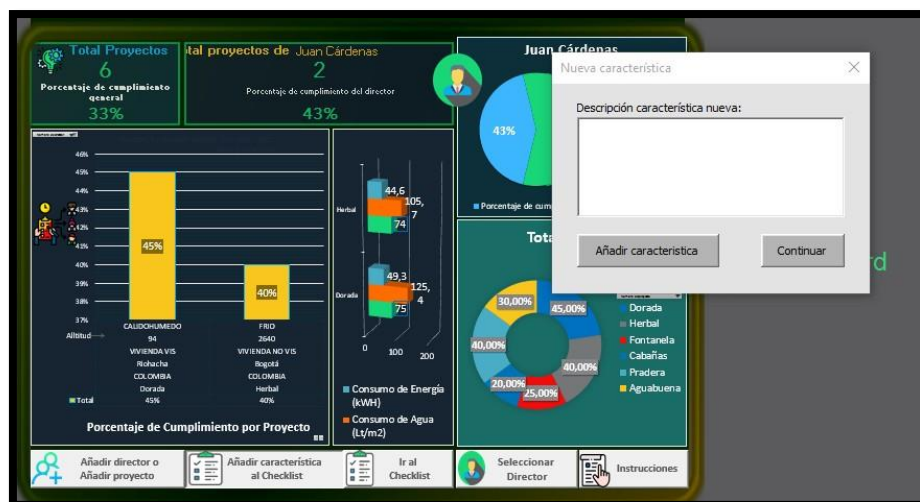 Total Proyectos
6
Porcentaje de cumplimiento
general
33%
tal proyectos de Juan Cárdenas
2
Porcentaje de cumplimiento del director
43%
Juan Cárdenas
43%
Porcentaje de cum
Nueva característica
Descripción característica nueva:
Añadir caracteristica
Continuar
rd
46%
45%
44%
43%
42%
41%
40%
39%
38%
37%
45%
40%
Altitud
CALIDOHUMEDO
94
VIVIENDA VIS
Riohacha
COLOMBIA
Dorada
FRIO
2640
VIVIENDA NO VIS
Bogotá
COLOMBIA
Herbal
Total
45%
40%
Porcentaje de Cumplimiento por Proyecto
Herbal
44,6
105,
7
74
Dorada
49,3
125,
4
75
0
100
200
Consumo de Energía
(kWH)
Consumo de Agua
(Lt/m2)
Tota
30,00%
45,00%
40,00%
40,00%
20,00%
25,00%
Dorada
Herbal
Fontanela
Cabañas
Pradera
Aguabuena
Añadir director o
Añadir proyecto
Añadir característica
al Checklist
Ir al
Checklist
Seleccionar
Director
Instrucciones